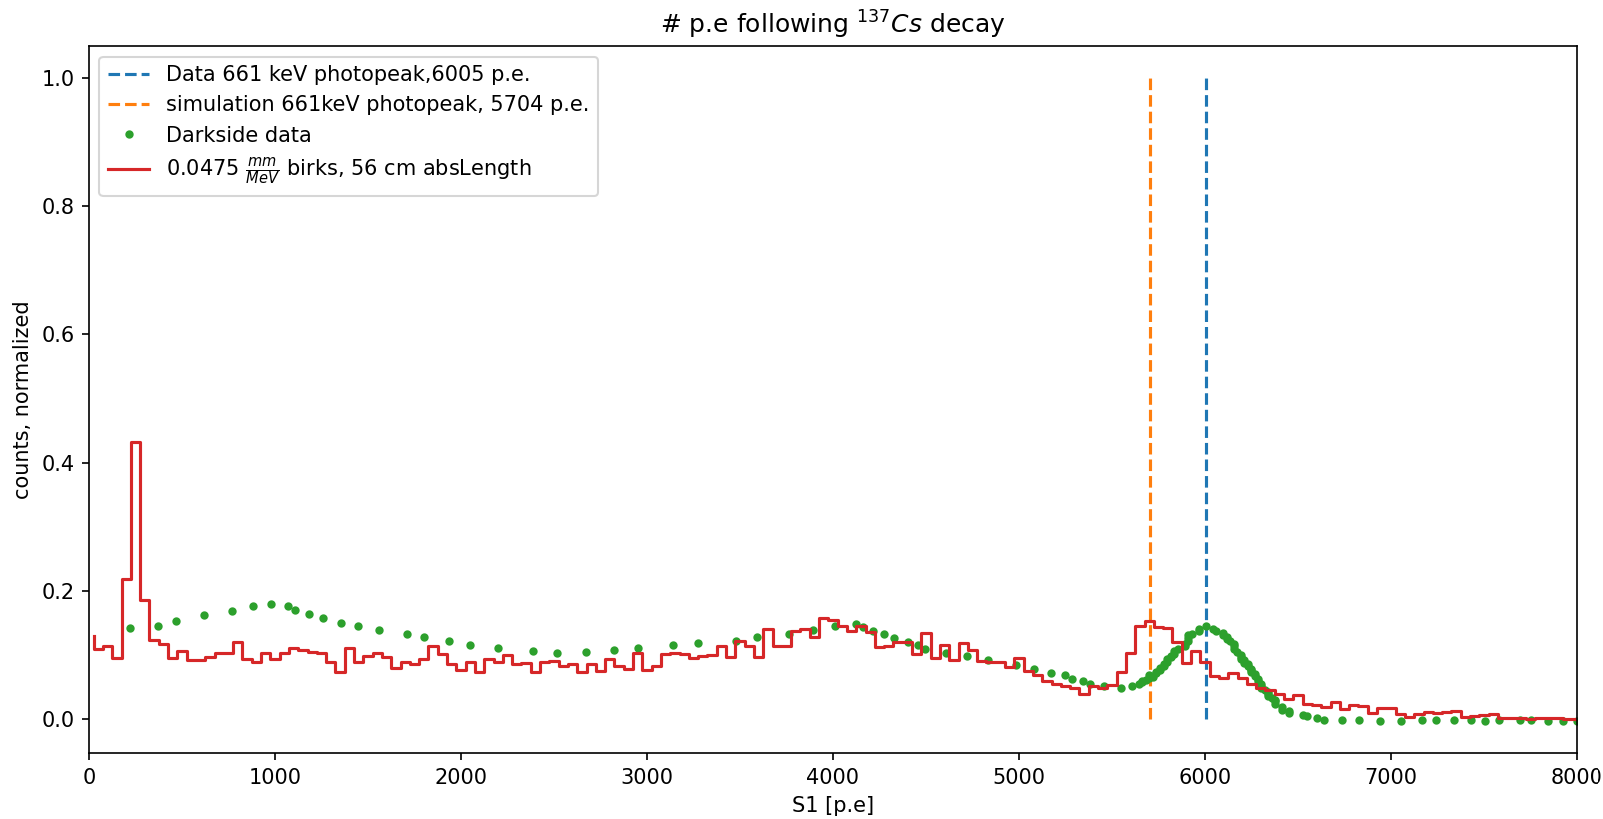 # p.e following ¹³⁷Cs decay
Data 661 keV photopeak,6005 p.e.
simulation 661keV photopeak, 5704 p.e.
Darkside data
0.0475 mm/MeV birks, 56 cm absLength
counts, normalized
1.0
0.8
0.6
0.4
0.2
0.0
0 1000 2000 3000 4000 5000 6000 7000 8000
S1 [p.e]